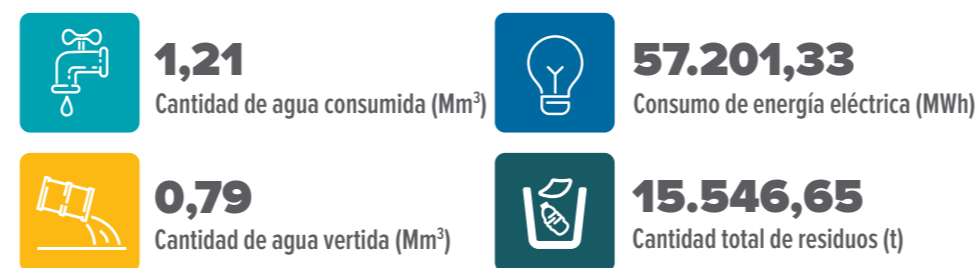 1,21
Cantidad de agua consumida (Mm³)
57.201,33
Consumo de energía eléctrica (MWh)
0,79
Cantidad de agua vertida (Mm³)
15.546,65
Cantidad total de residuos (t)